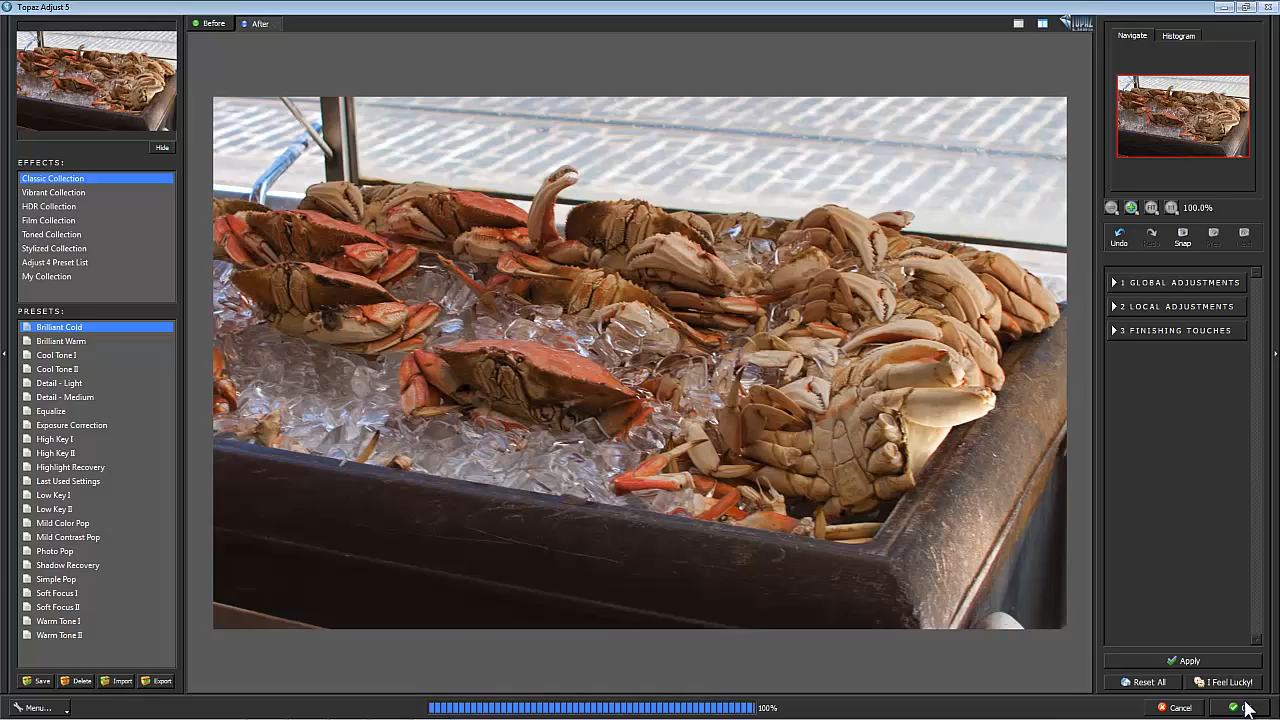 Topaz Adjust 5
Before
After
TOPAZ
Navigate
Histogram
Hide
EFFECTS:
Classic Collection
Vibrant Collection
HDR Collection
Film Collection
Toned Collection
Stylized Collection
Adjust 4 Preset List
My Collection
100.0%
Undo
Redo
Snap
Prev
Next
1 GLOBAL ADJUSTMENTS
2 LOCAL ADJUSTMENTS
3 FINISHING TOUCHES
PRESETS:
Brilliant Cold
Brilliant Warm
Cool Tone I
Cool Tone II
Detail - Light
Detail - Medium
Equalize
Exposure Correction
High Key I
High Key II
Highlight Recovery
Last Used Settings
Low Key I
Low Key II
Mild Color Pop
Mild Contrast Pop
Photo Pop
Shadow Recovery
Simple Pop
Soft Focus I
Soft Focus II
Warm Tone I
Warm Tone II
Save
Delete
Import
Export
Apply
Reset All
I Feel Lucky!
Menu...
100%
Cancel